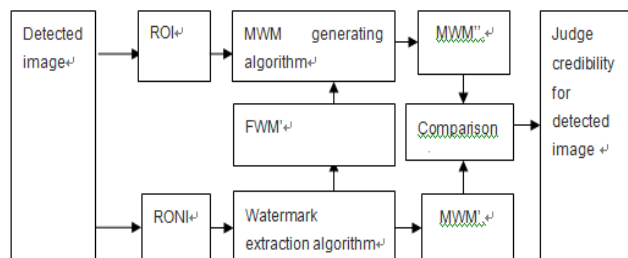 Detected
image
ROI
MWM generating
algorithm
MWM''
Judge
credibility
for
detected
image
FWM'
Comparison
RONI
Watermark
extraction algorithm
MWM'